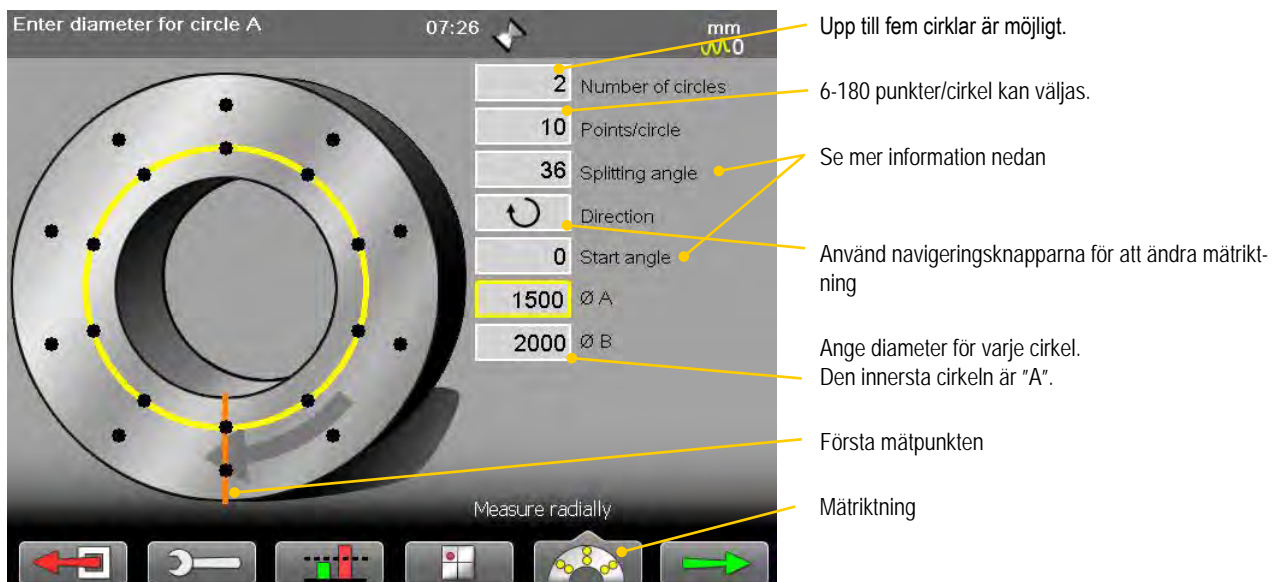 Enter diameter for circle A
07:26
mm
0
2 Number of circles
10 Points/circle
36 Splitting angle
Direction
0 Start angle
1500 Ø A
2000 Ø B
Measure radially
Upp till fem cirklar är möjligt.
6-180 punkter/cirkel kan väljas.
Se mer information nedan
Använd navigeringsknapparna för att ändra mätrikt-
ning
Ange diameter för varje cirkel.
Den innersta cirkeln är ”A”.
Första mätpunkten
Mätriktning